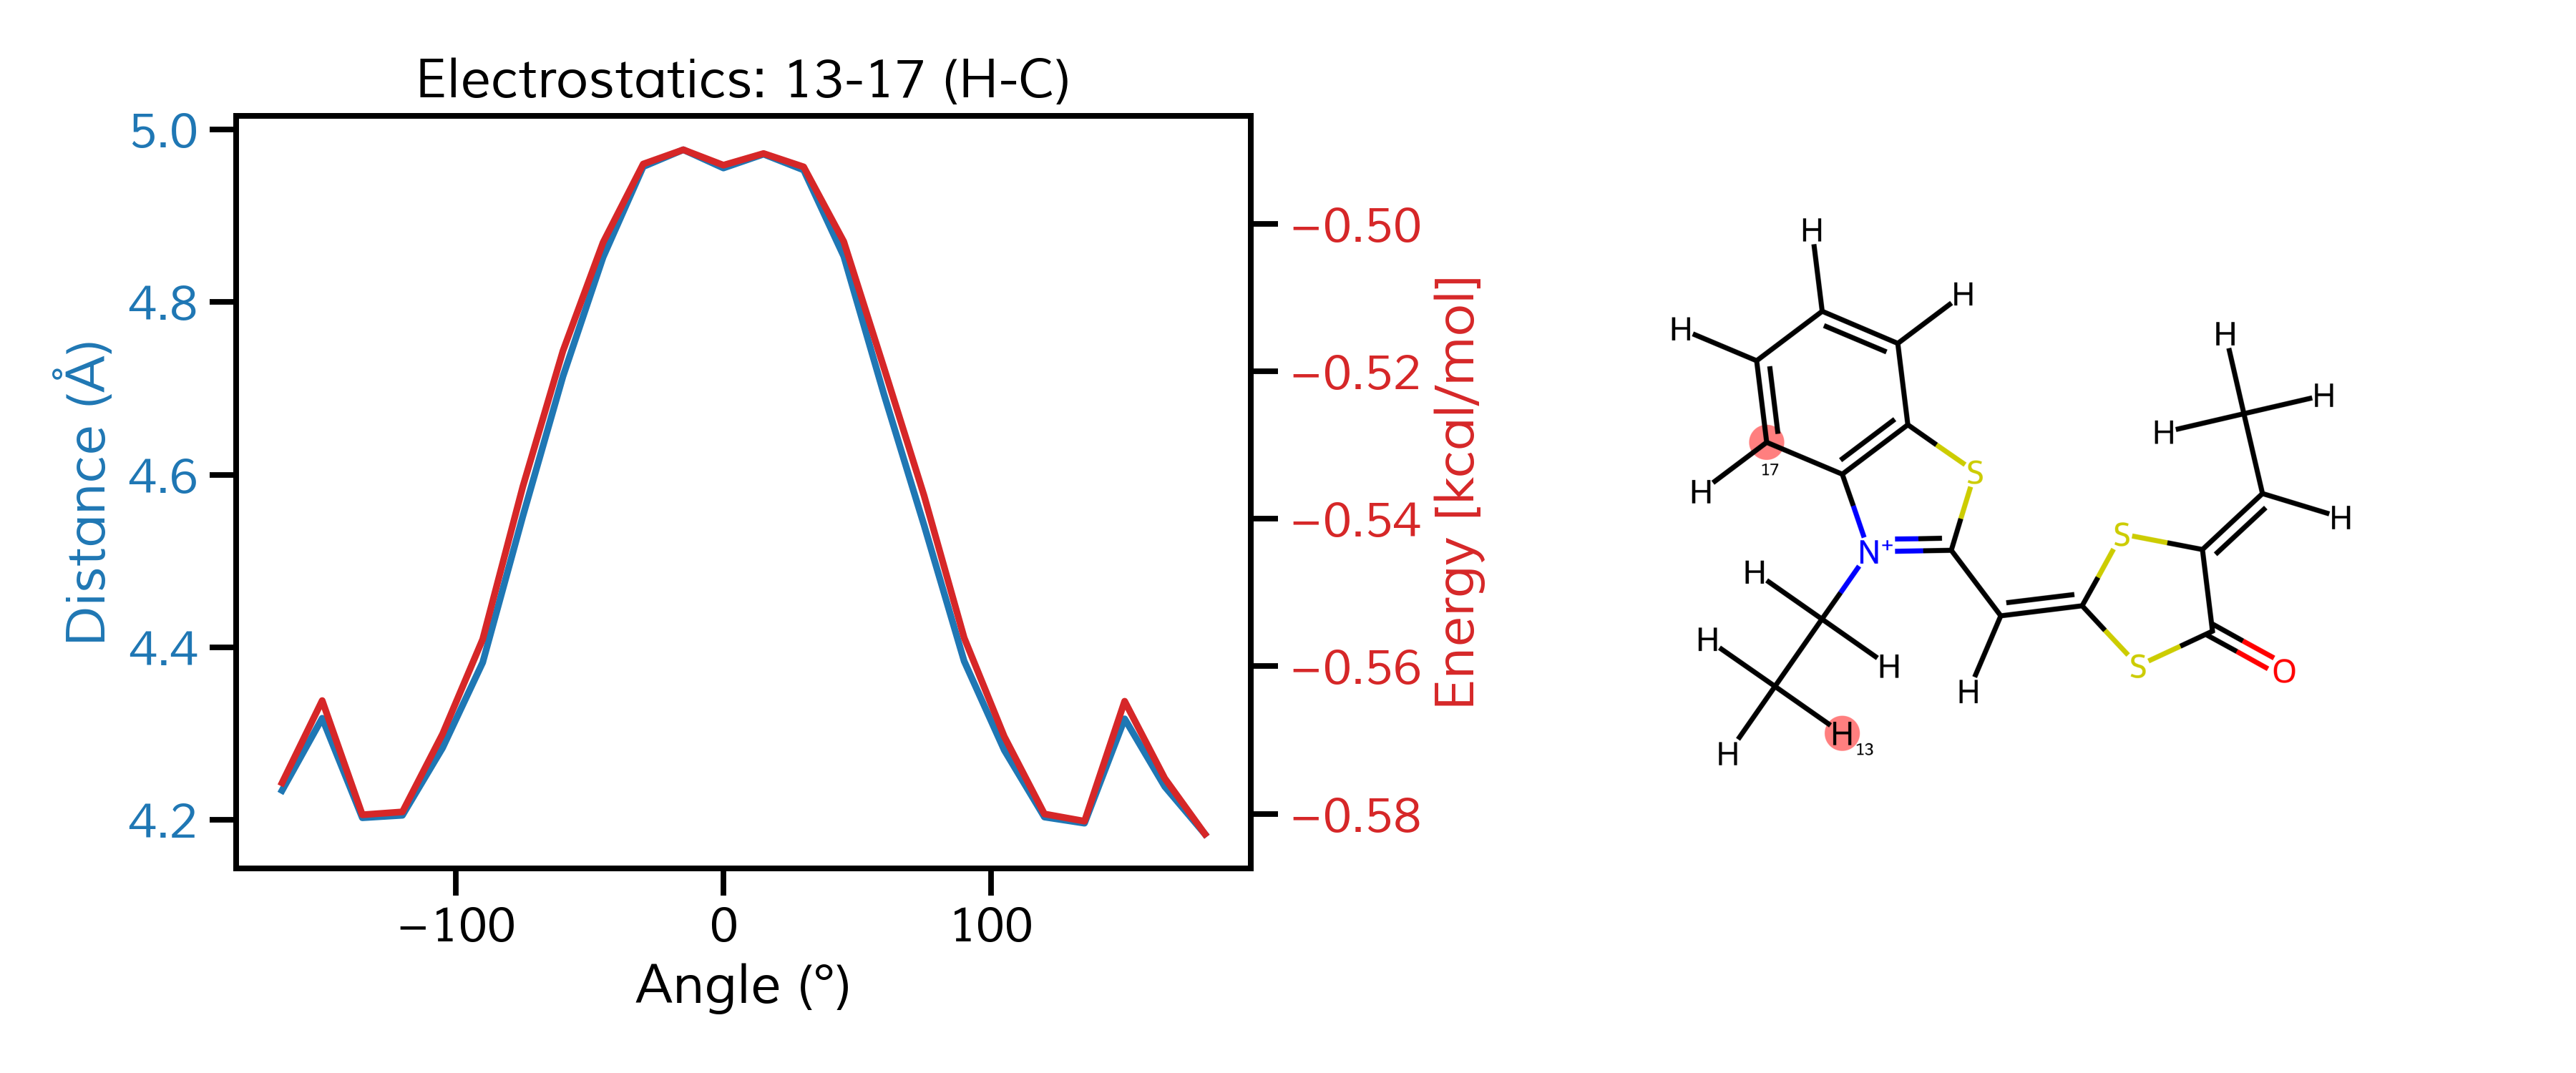 Electrostatics: 13-17 (H-C)
5.0
4.8
4.6
4.4
4.2
Distance (Å)
−100
0
100
Angle (°)
−0.50
−0.52
−0.54
−0.56
−0.58
Energy [kcal/mol]
H
H
H
H
H
H
17
S
H
H
S
H
N+
H
H
H
S
O
H
H
H
13